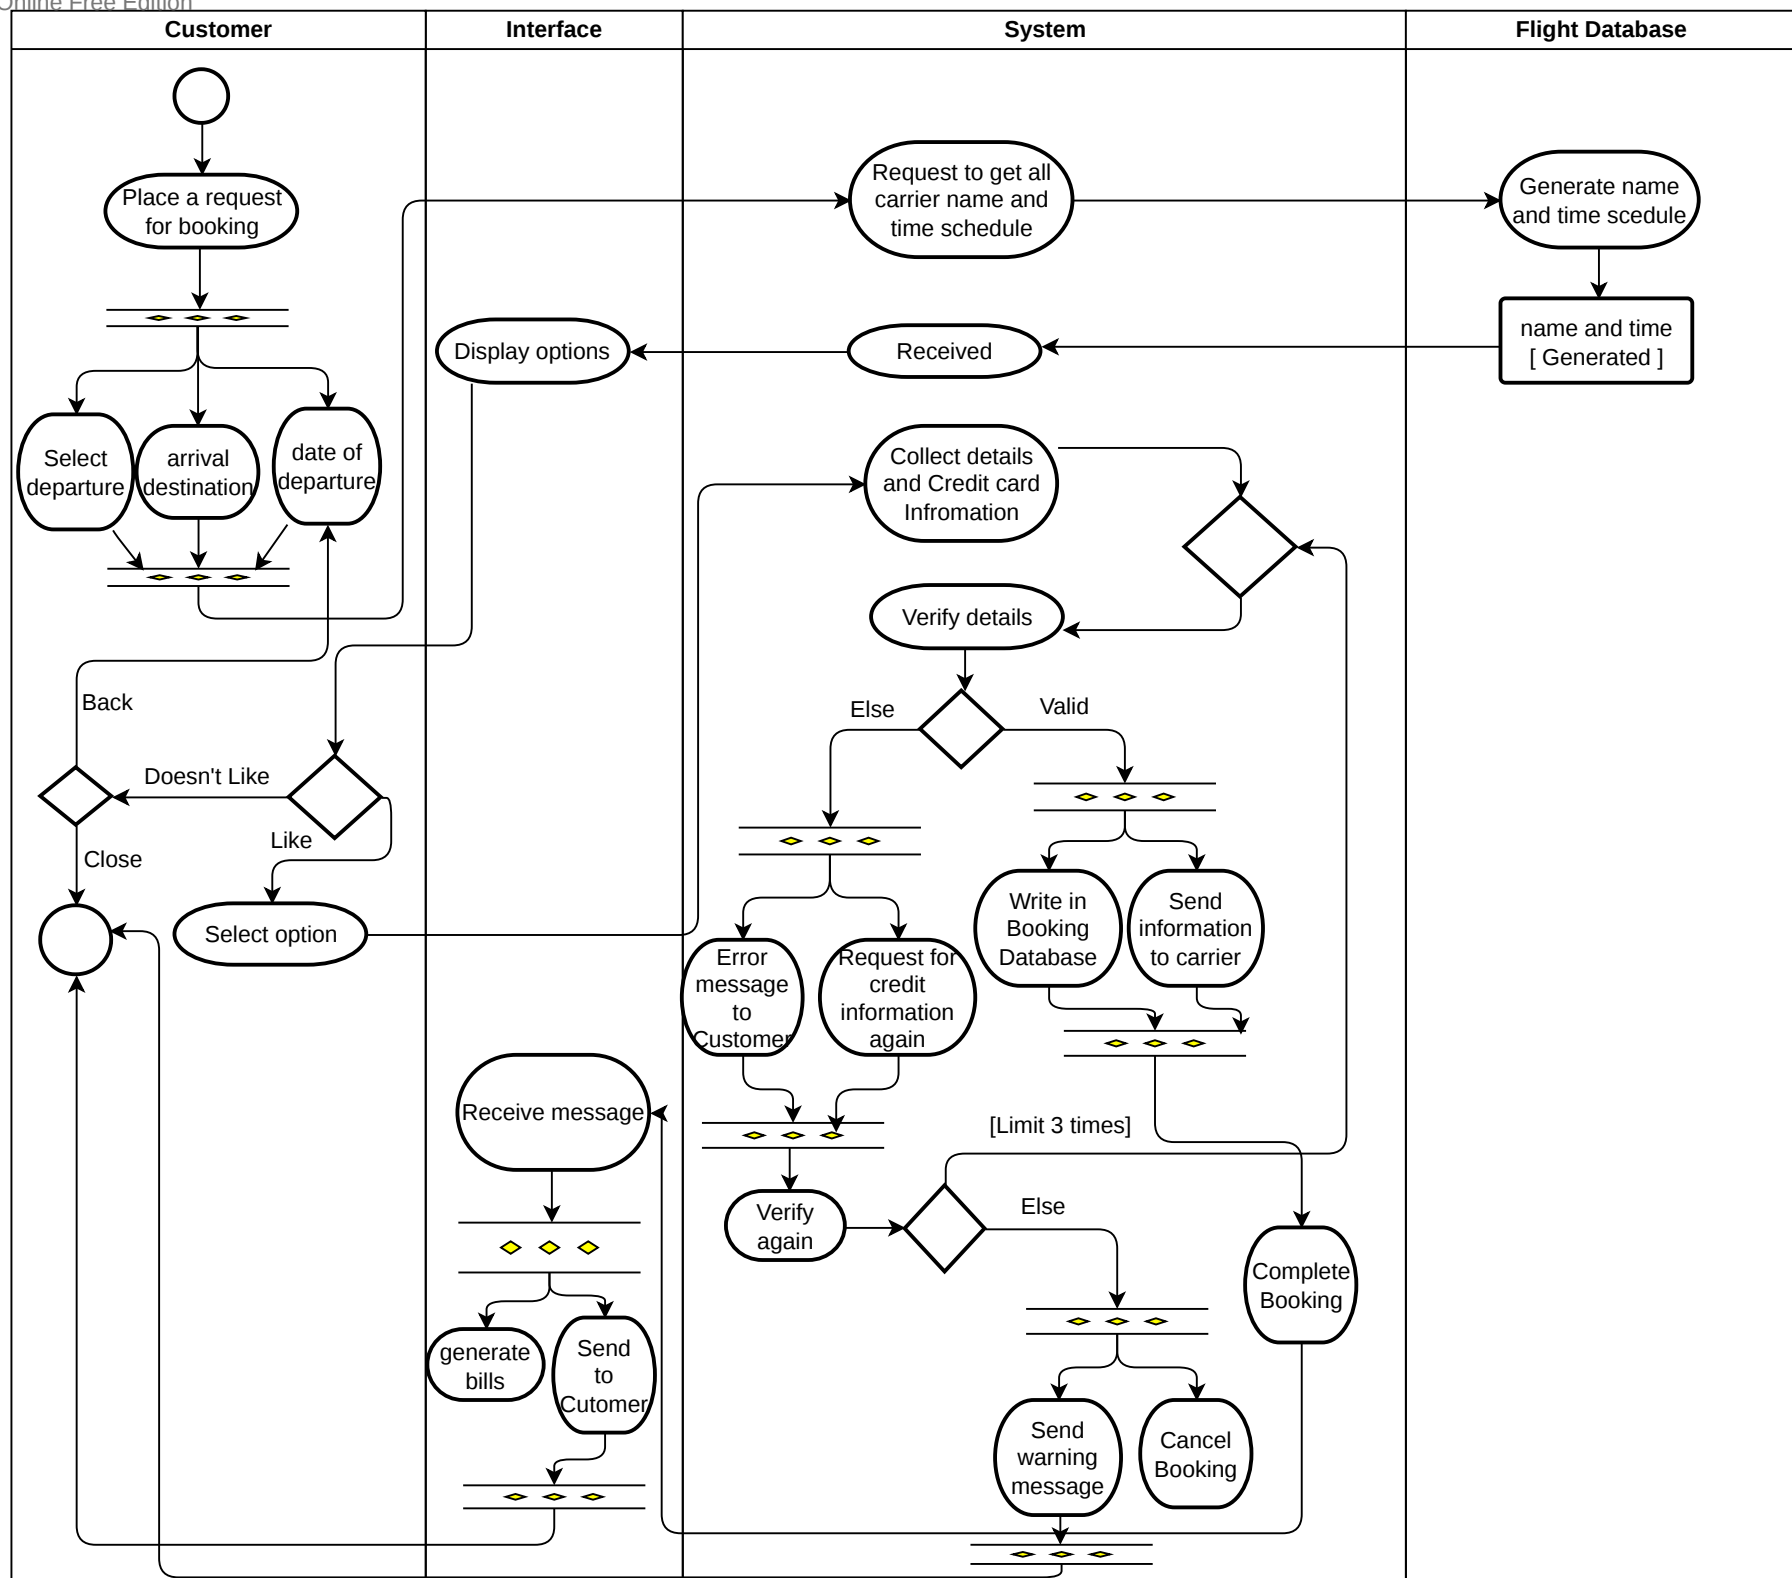 Online Free Edition
Customer
Interface
System
Flight Database
Place a request
for booking
Request to get all
carrier name and
time schedule
Generate name
and time scedule
name and time
[ Generated ]
Received
Display options
Select
departure
arrival
destination
date of
departure
Collect details
and Credit card
Infromation
Verify details
Back
Doesn't Like
Like
Close
Select option
Else
Valid
Write in
Booking
Database
Send
information
to carrier
Error
message
to
Customer
Request for
credit
information
again
Receive message
[Limit 3 times]
Verify
again
Else
Complete
Booking
generate
bills
Send
to
Cutomer
Send
warning
message
Cancel
Booking